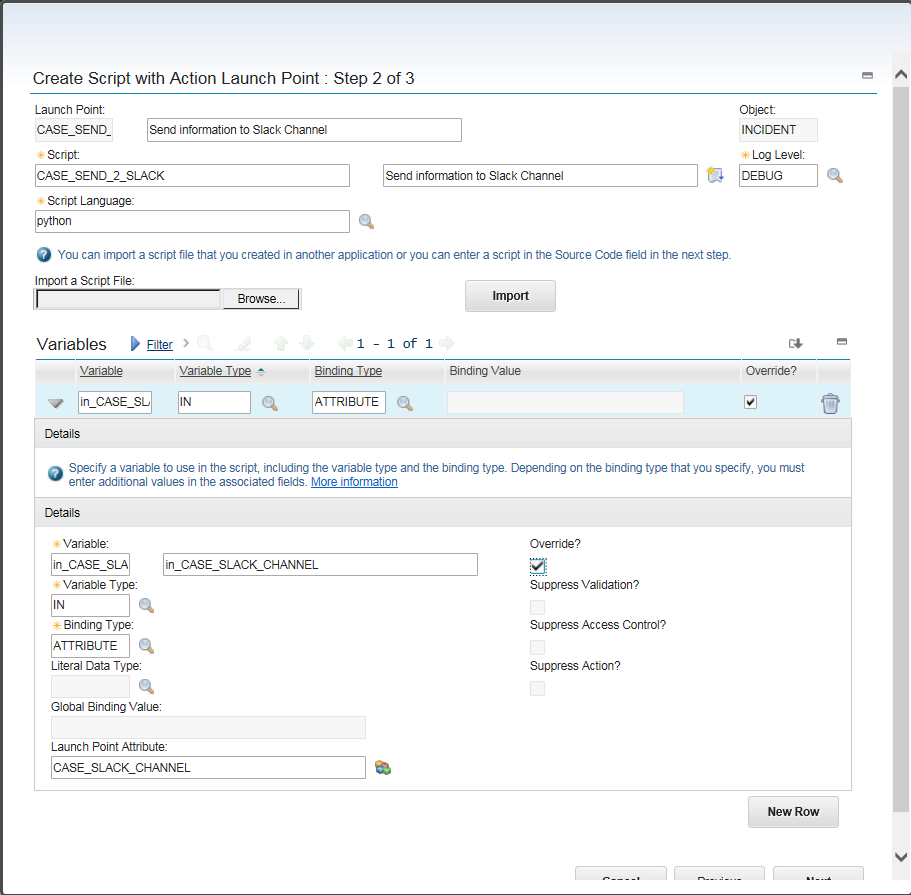 Create Script with Action Launch Point : Step 2 of 3
Launch Point:
Object:
CASE_SEND_
Send information to Slack Channel
INCIDENT
Script:
Log Level:
CASE_SEND_2_SLACK
Send information to Slack Channel
DEBUG
Script Language:
python
You can import a script file that you created in another application or you can enter a script in the Source Code field in the next step.
Import a Script File:
Browse...
Import
Variables Filter 1 - 1 of 1
Variable Variable Type Binding Type Binding Value Override?
in_CASE_SL IN ATTRIBUTE
Details
Specify a variable to use in the script, including the variable type and the binding type. Depending on the binding type that you specify, you must
enter additional values in the associated fields. More information
Details
Variable:
Override?
in_CASE_SLA
in_CASE_SLACK_CHANNEL
Variable Type:
Suppress Validation?
IN
Binding Type:
Suppress Access Control?
ATTRIBUTE
Literal Data Type:
Suppress Action?
Global Binding Value:
Launch Point Attribute:
CASE_SLACK_CHANNEL
New Row
Cancel Previous Next